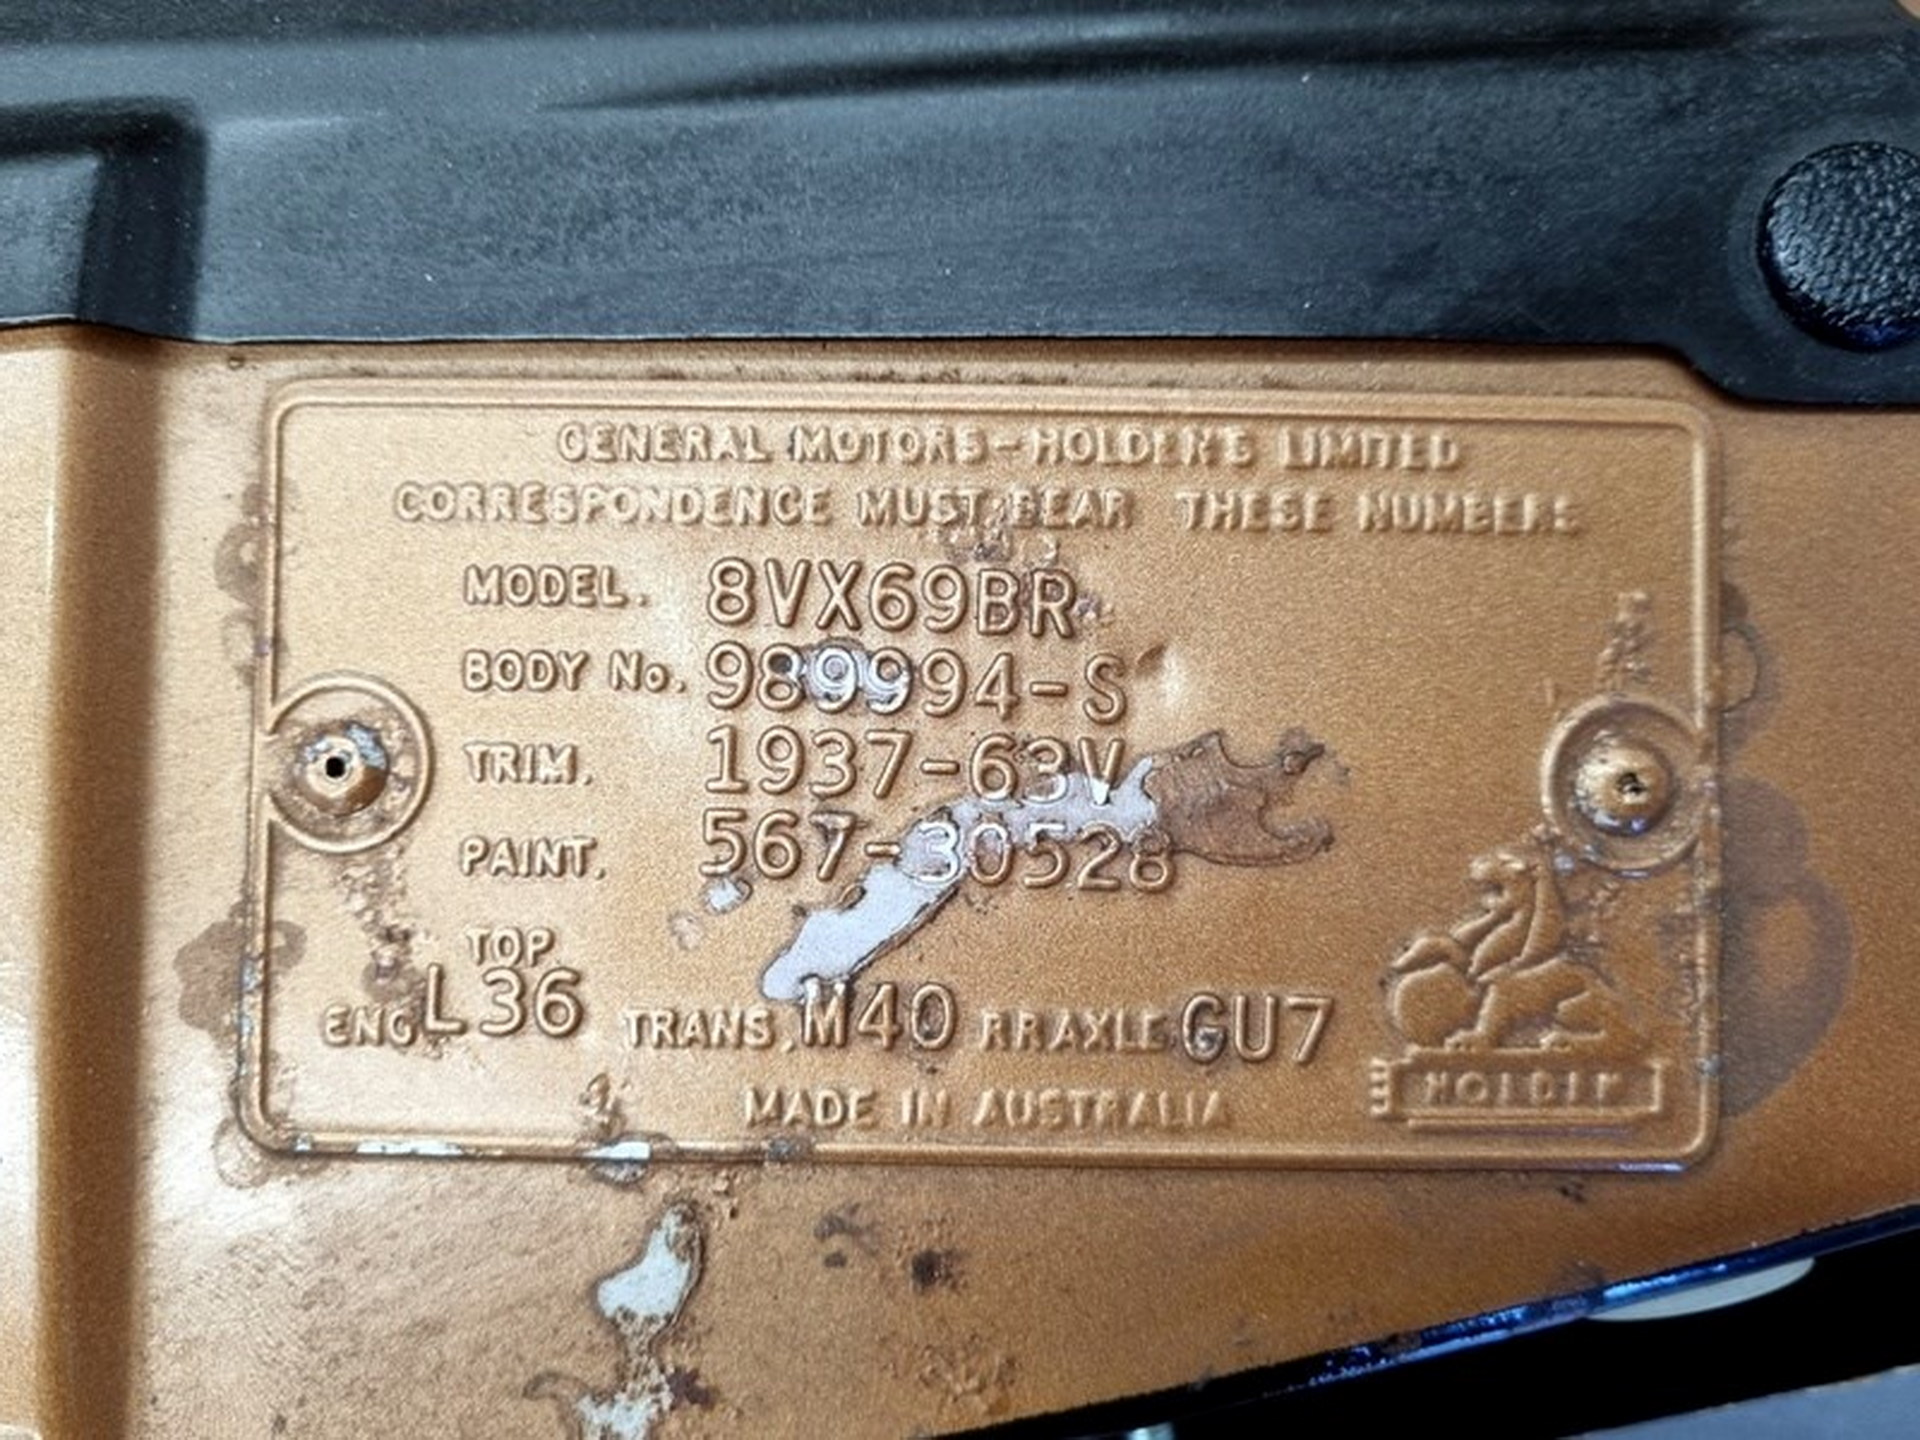 GENERAL MOTORS-HOLDEN'S LIMITED
CORRESPONDENCE MUST BEAR THESE NUMBERS
MODEL. 8VX69BR
BODY No. 989994-S
TRIM. 1937-63V
PAINT. 567-30528
TOP
ENG L36 TRANS. M40 RR AXLE GU7
HOLDEN
MADE IN AUSTRALIA